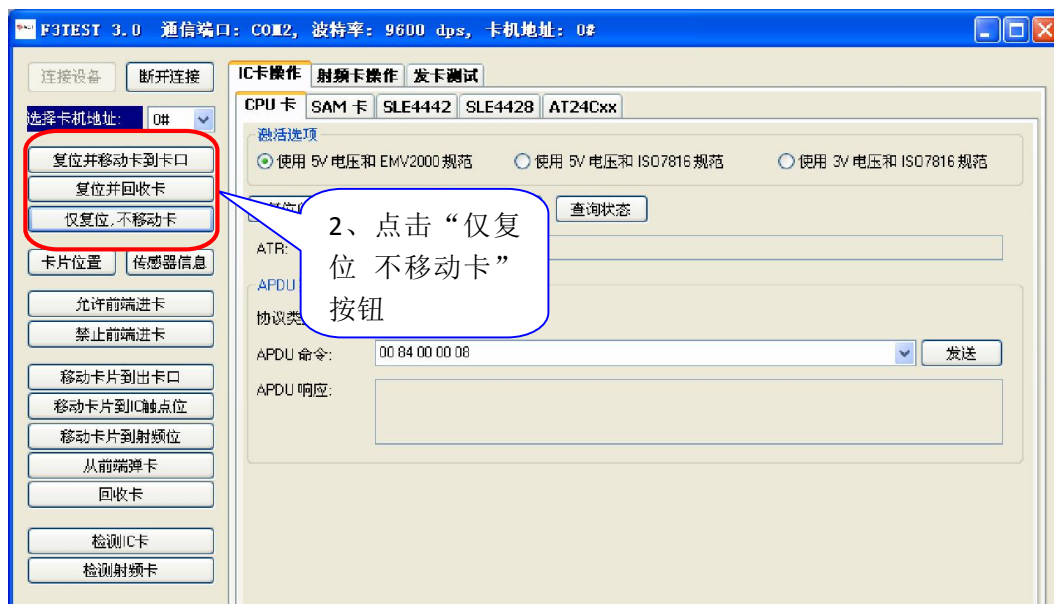 F3TEST 3.0 通信端口: COM2, 波特率: 9600 dps, 卡机地址: 0#
连接设备 断开连接
选择卡机地址: 0#
复位并移动卡到卡口
复位并回收卡
仅复位,不移动卡
卡片位置 传感器信息
允许前端进卡
禁止前端进卡
移动卡片到出卡口
移动卡片到IC触点位
移动卡片到射频位
从前端弹卡
回收卡
检测IC卡
检测射频卡
IC卡操作 射频卡操作 发卡测试
CPU 卡 SAM 卡 SLE4442 SLE4428 AT24Cxx
激活选项
使用 5V 电压和 EMV2000 规范 使用 5V 电压和 ISO7816 规范 使用 3V 电压和 ISO7816 规范
查询状态
ATR:
APDU
协议类
APDU 命令: 00 84 00 00 08 发送
APDU 响应:
2、点击“仅复
位 不移动卡”
按钮